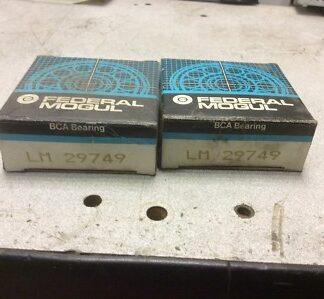 FEDERAL
MOGUL
BCA Bearing
LM 29749
FEDERAL
MOGUL
BCA Bearing
LM 29749